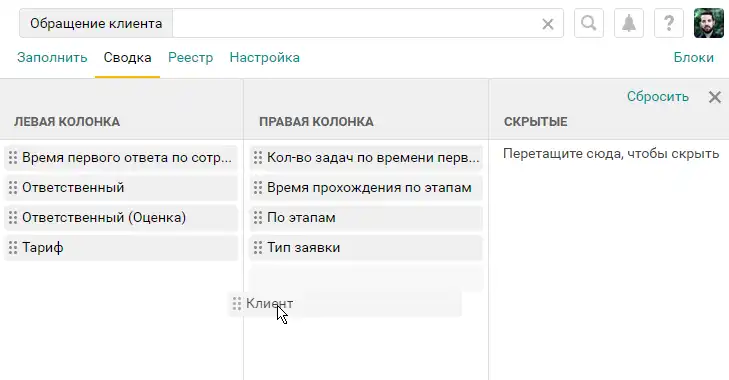 Обращение клиента
?
Заполнить Сводка Реестр Настройка Блоки
Сбросить
ЛЕВАЯ КОЛОНКА ПРАВАЯ КОЛОНКА СКРЫТЫЕ
Время первого ответа по сотр... Кол-во задач по времени перв... Перетащите сюда, чтобы скрыть
Ответственный Время прохождения по этапам
Ответственный (Оценка) По этапам
Тариф Тип заявки
Клиент